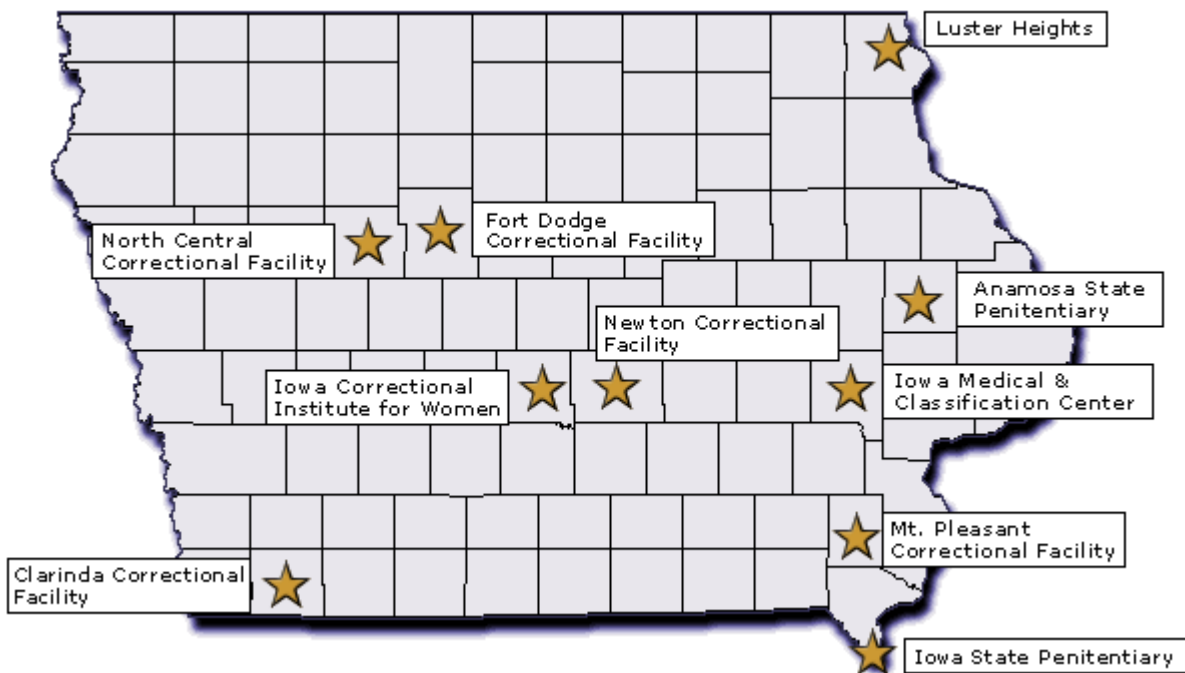 Luster Heights
North Central
Correctional Facility
Fort Dodge
Correctional Facility
Anamosa State
Penitentiary
Newton Correctional
Facility
Iowa Correctional
Institute for Women
Iowa Medical &
Classification Center
Mt. Pleasant
Correctional Facility
Clarinda Correctional
Facility
Iowa State Penitentiary